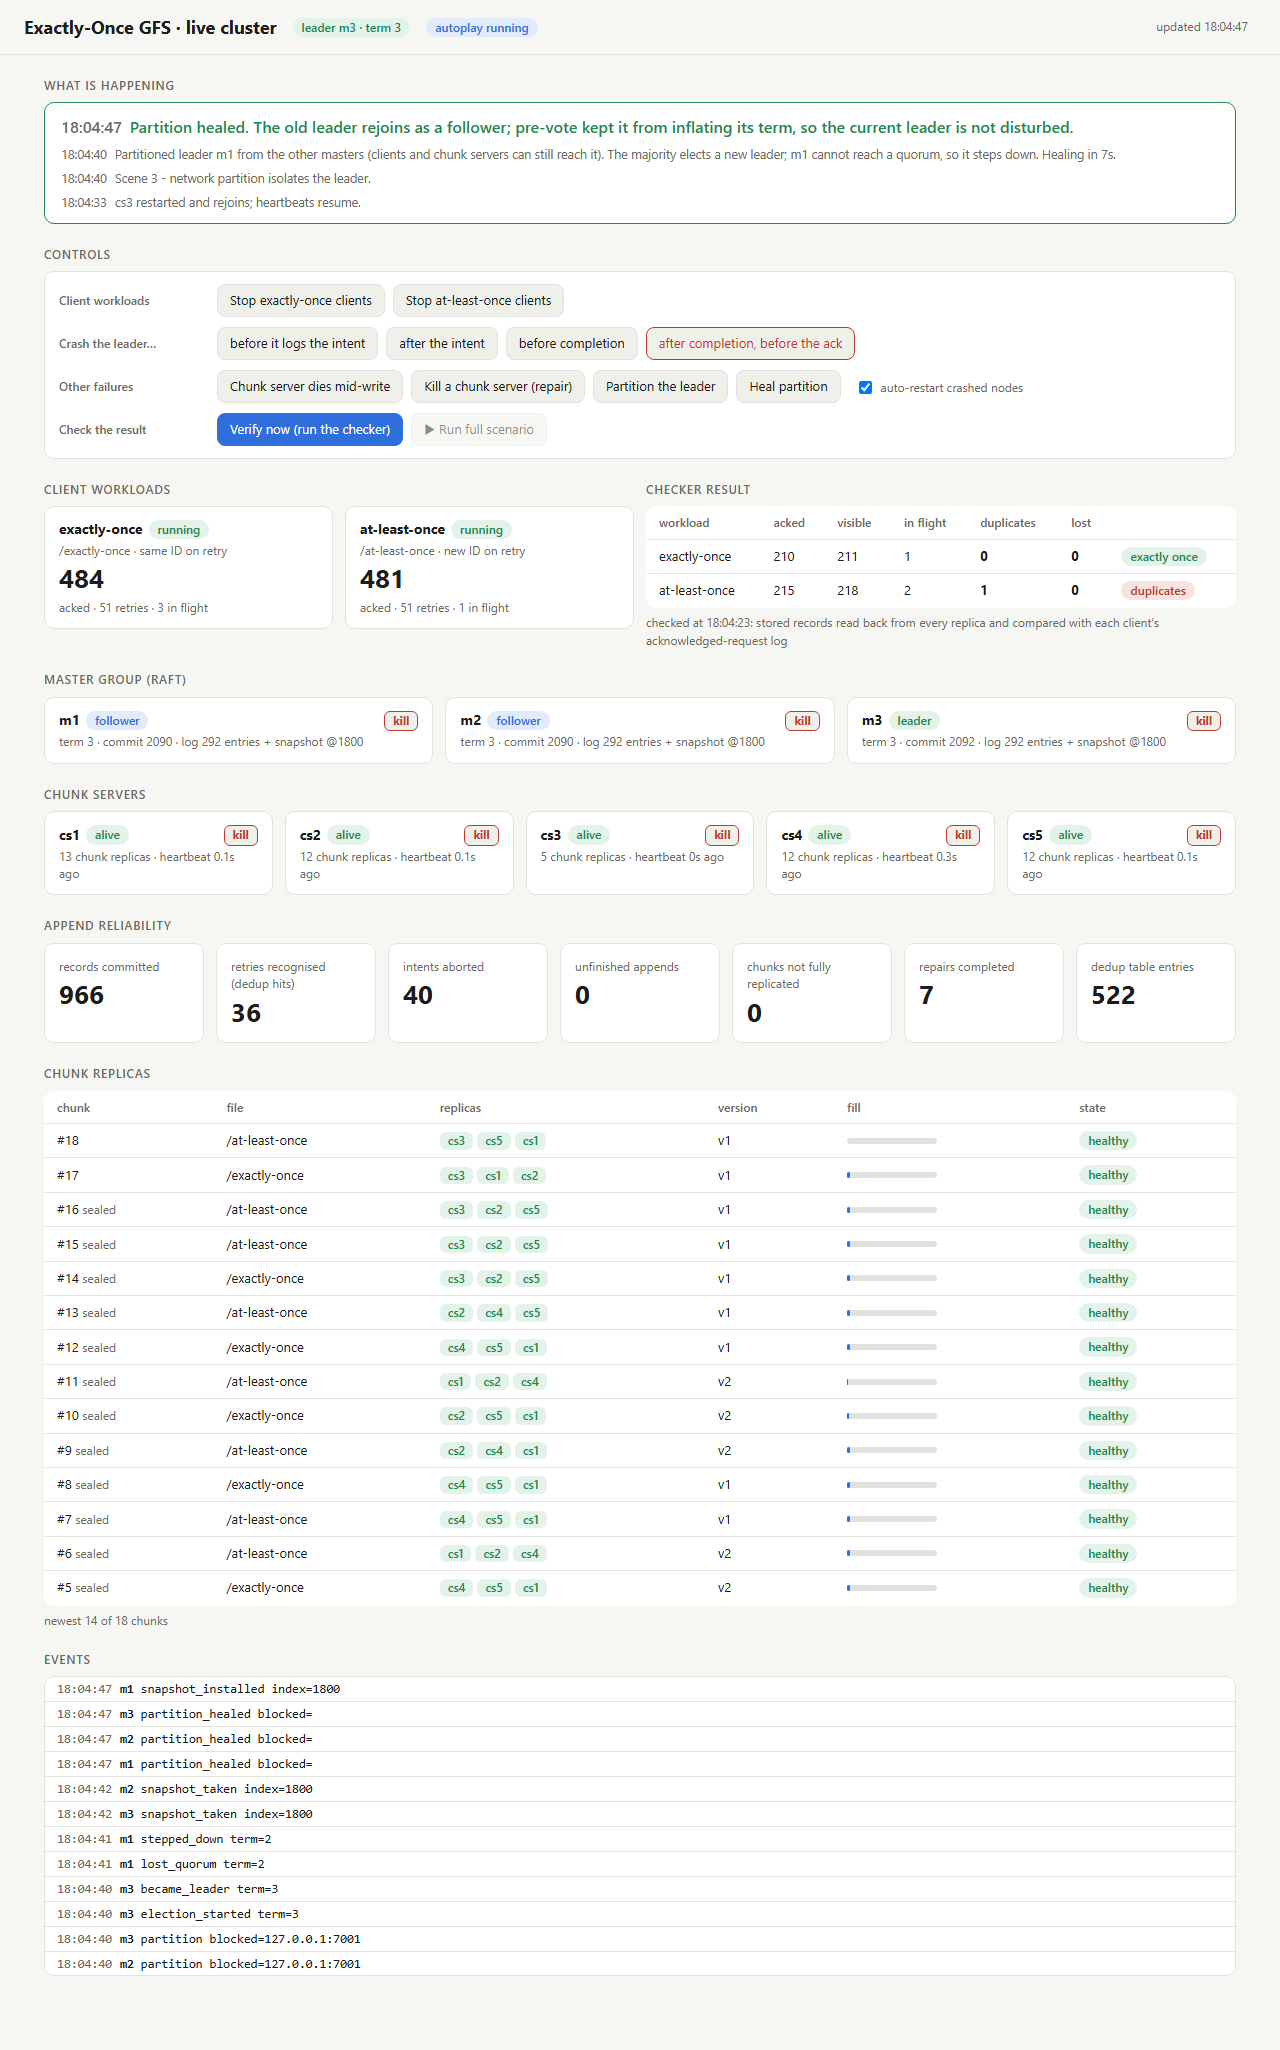 Exactly-Once GFS · live cluster leader m3 · term 3 autoplay running updated 18:04:47
WHAT IS HAPPENING
18:04:47 Partition healed. The old leader rejoins as a follower; pre-vote kept it from inflating its term, so the current leader is not disturbed.
18:04:40 Partitioned leader m1 from the other masters (clients and chunk servers can still reach it). The majority elects a new leader; m1 cannot reach a quorum, so it steps down. Healing in 7s.
18:04:40 Scene 3 - network partition isolates the leader.
18:04:33 cs3 restarted and rejoins; heartbeats resume.
CONTROLS
Client workloads Stop exactly-once clients Stop at-least-once clients
Crash the leader... before it logs the intent after the intent before completion after completion, before the ack
Other failures Chunk server dies mid-write Kill a chunk server (repair) Partition the leader Heal partition auto-restart crashed nodes
Check the result Verify now (run the checker) ▶ Run full scenario
CLIENT WORKLOADS
exactly-once running
/exactly-once · same ID on retry
484
acked · 51 retries · 3 in flight
at-least-once running
/at-least-once · new ID on retry
481
acked · 51 retries · 1 in flight
CHECKER RESULT
workload acked visible in flight duplicates lost
exactly-once 210 211 1 0 0 exactly once
at-least-once 215 218 2 1 0 duplicates
checked at 18:04:23: stored records read back from every replica and compared with each client's
acknowledged-request log
MASTER GROUP (RAFT)
m1 follower kill
term 3 · commit 2090 · log 292 entries + snapshot @1800
m2 follower kill
term 3 · commit 2090 · log 292 entries + snapshot @1800
m3 leader kill
term 3 · commit 2092 · log 292 entries + snapshot @1800
CHUNK SERVERS
cs1 alive kill
13 chunk replicas · heartbeat 0.1s
ago
cs2 alive kill
12 chunk replicas · heartbeat 0.1s
ago
cs3 alive kill
5 chunk replicas · heartbeat 0s ago
cs4 alive kill
12 chunk replicas · heartbeat 0.3s
ago
cs5 alive kill
12 chunk replicas · heartbeat 0.1s
ago
APPEND RELIABILITY
records committed
966
retries recognised
(dedup hits)
36
intents aborted
40
unfinished appends
0
chunks not fully
replicated
0
repairs completed
7
dedup table entries
522
CHUNK REPLICAS
chunk file replicas version fill state
#18 /at-least-once cs3 cs5 cs1 v1 healthy
#17 /exactly-once cs3 cs1 cs2 v1 healthy
#16 sealed /at-least-once cs3 cs2 cs5 v1 healthy
#15 sealed /at-least-once cs3 cs2 cs5 v1 healthy
#14 sealed /exactly-once cs3 cs2 cs5 v1 healthy
#13 sealed /at-least-once cs2 cs4 cs5 v1 healthy
#12 sealed /exactly-once cs4 cs5 cs1 v1 healthy
#11 sealed /at-least-once cs1 cs2 cs4 v2 healthy
#10 sealed /exactly-once cs2 cs5 cs1 v2 healthy
#9 sealed /at-least-once cs2 cs4 cs1 v2 healthy
#8 sealed /exactly-once cs4 cs5 cs1 v1 healthy
#7 sealed /at-least-once cs4 cs5 cs1 v1 healthy
#6 sealed /at-least-once cs1 cs2 cs4 v2 healthy
#5 sealed /exactly-once cs4 cs5 cs1 v2 healthy
newest 14 of 18 chunks
EVENTS
18:04:47 m1 snapshot_installed index=1800
18:04:47 m3 partition_healed blocked=
18:04:47 m2 partition_healed blocked=
18:04:47 m1 partition_healed blocked=
18:04:42 m2 snapshot_taken index=1800
18:04:42 m3 snapshot_taken index=1800
18:04:41 m1 stepped_down term=2
18:04:41 m1 lost_quorum term=2
18:04:40 m3 became_leader term=3
18:04:40 m3 election_started term=3
18:04:40 m3 partition blocked=127.0.0.1:7001
18:04:40 m2 partition blocked=127.0.0.1:7001